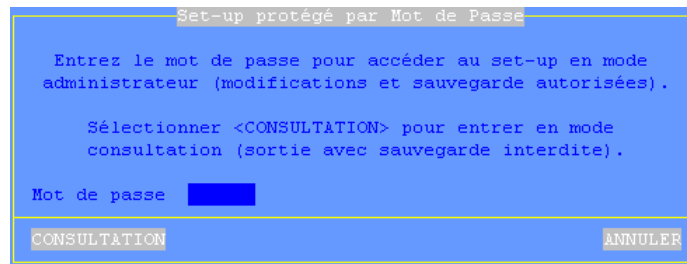 Set-up protégé par Mot de Passe
Entrez le mot de passe pour accéder au set-up en mode
administrateur (modifications et sauvegarde autorisées).
Sélectionner <CONSULTATION> pour entrer en mode
consultation (sortie avec sauvegarde interdite).
Mot de passe
CONSULTATION ANNULER